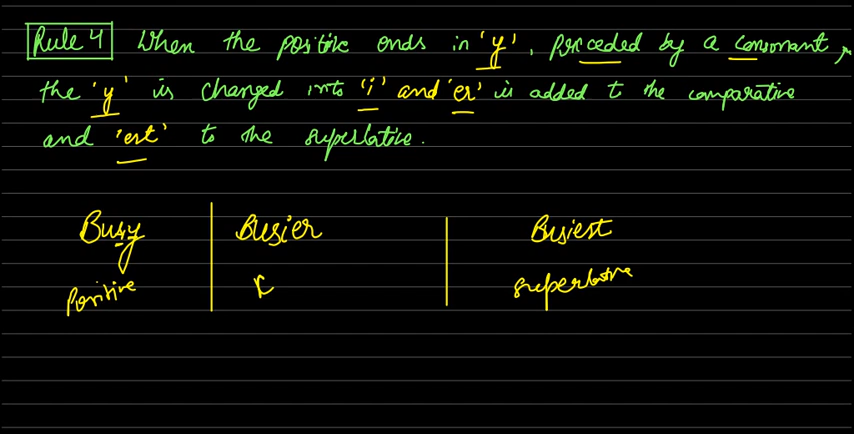 Rule 4 When the positive ends in 'y', preceded by a consonant,
the 'y' is changed into 'i' and 'er' is added to the comparative
and 'est' to the superlative.
Busy Busier Busiest
Positive superlative